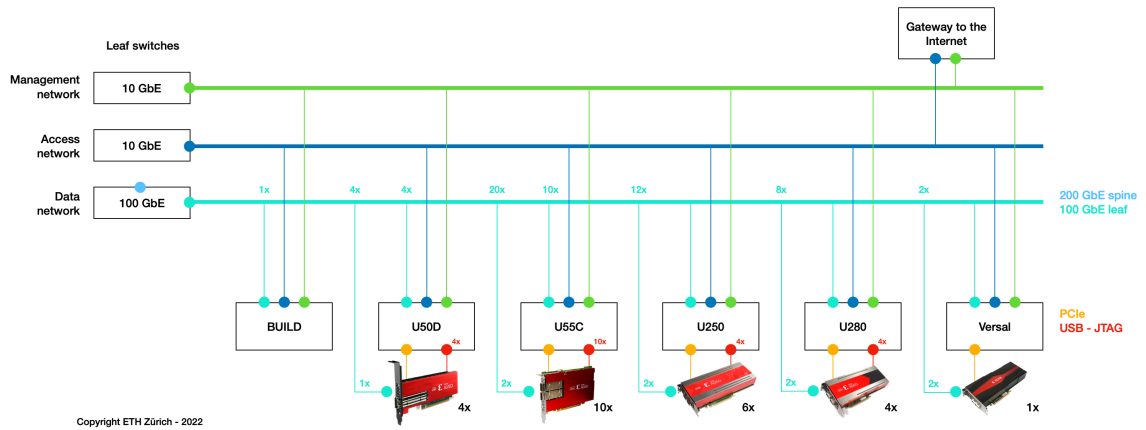 Gateway to the
Internet
Leaf switches
Management
network
10 GbE
Access
network
10 GbE
Data
network
100 GbE
1x
4x
4x
20x
10x
12x
8x
2x
200 GbE spine
100 GbE leaf
BUILD
U50D
U55C
U250
U280
Versal
PCIe
USB - JTAG
4x
10x
4x
4x
1x
2x
2x
2x
2x
4x
10x
6x
4x
1x
Copyright ETH Zürich - 2022